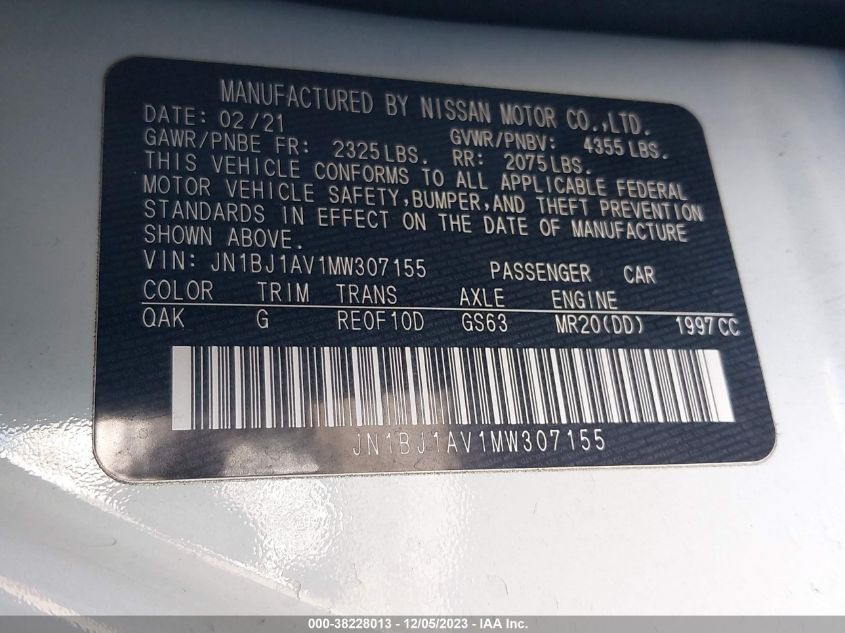 MANUFACTURED BY NISSAN MOTOR CO.,LTD.
DATE: 02/21
GAWR/PNBE FR: 2325LBS. GVWR/PNBV: 4355LBS.
RR: 2075LBS.
THIS VEHICLE CONFORMS TO ALL APPLICABLE FEDERAL
MOTOR VEHICLE SAFETY,BUMPER,AND THEFT PREVENTION
STANDARDS IN EFFECT ON THE DATE OF MANUFACTURE
SHOWN ABOVE.
VIN: JN1BJ1AV1MW307155 PASSENGER CAR
COLOR TRIM TRANS AXLE ENGINE
QAK G RE0F10D GS63 MR20(DD) 1997CC
JN1BJ1AV1MW307155
000-38228013 - 12/05/2023 - IAA Inc.